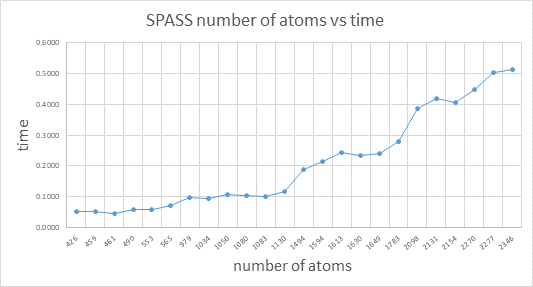 SPASS number of atoms vs time
0.6000
0.5000
0.4000
0.3000
0.2000
0.1000
0.0000
time
426 459 461 490 553 565 979 1034 1050 1080 1083 1130 1494 1594 1613 1630 1649 1783 2098 2131 2154 2270 2277 2346
number of atoms